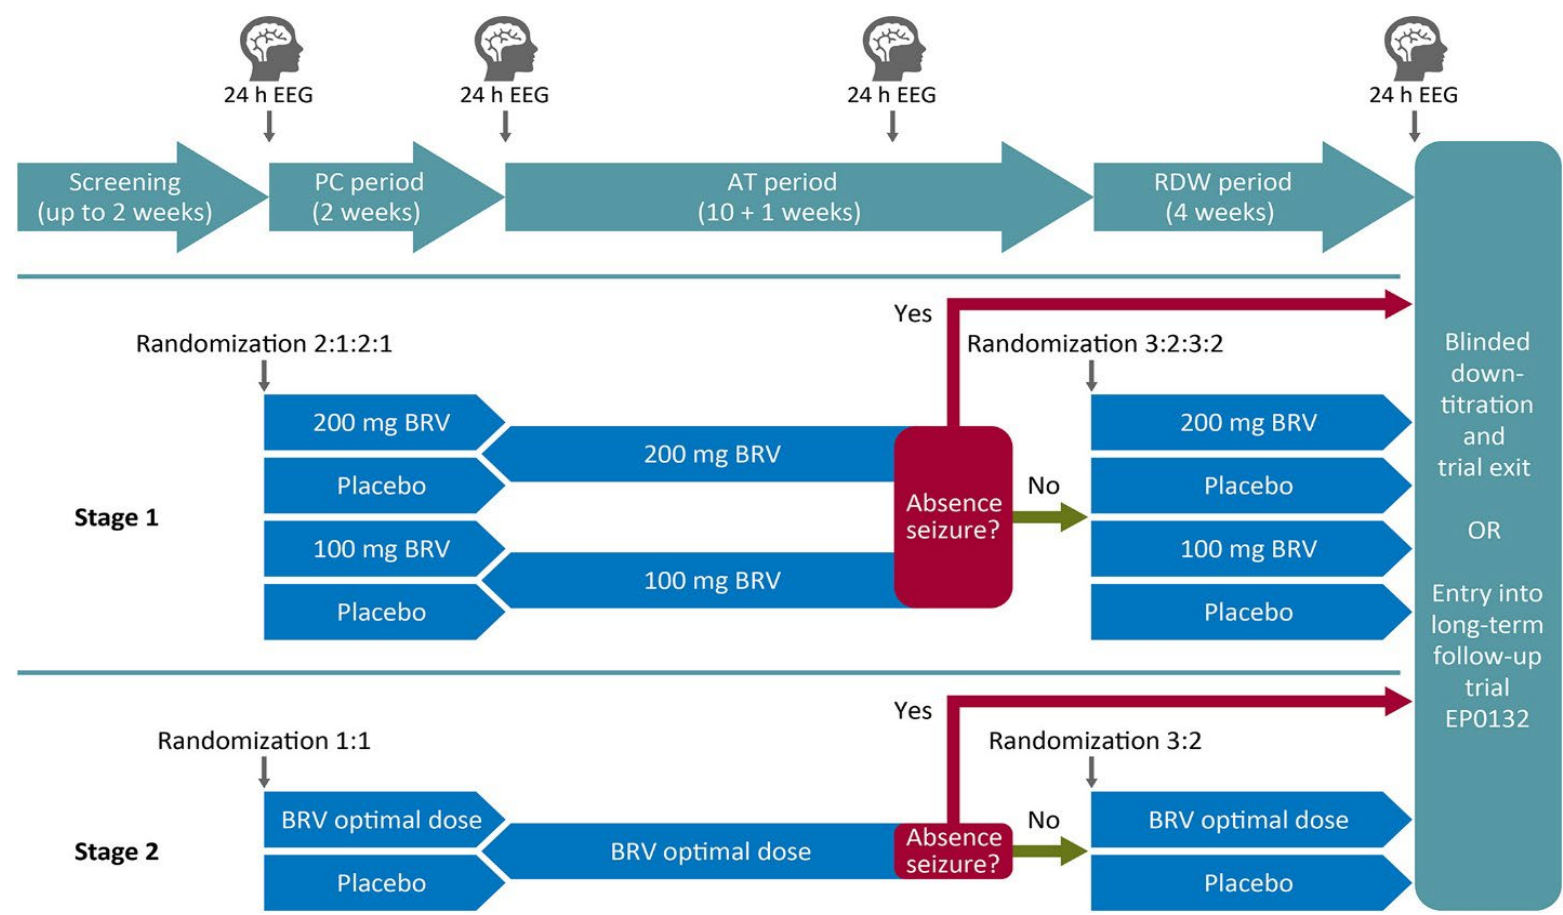 24 h EEG
24 h EEG
24 h EEG
24 h EEG
Screening
(up to 2 weeks)
PC period
(2 weeks)
AT period
(10 + 1 weeks)
RDW period
(4 weeks)
Stage 1
Randomization 2:1:2:1
200 mg BRV
Placebo
100 mg BRV
Placebo
200 mg BRV
100 mg BRV
Absence
seizure?
Yes
No
Randomization 3:2:3:2
200 mg BRV
Placebo
100 mg BRV
Placebo
Stage 2
Randomization 1:1
BRV optimal dose
Placebo
BRV optimal dose
Absence
seizure?
Yes
No
Randomization 3:2
BRV optimal dose
Placebo
Blinded
down-
titration
and
trial exit
OR
Entry into
long-term
follow-up
trial
EP0132